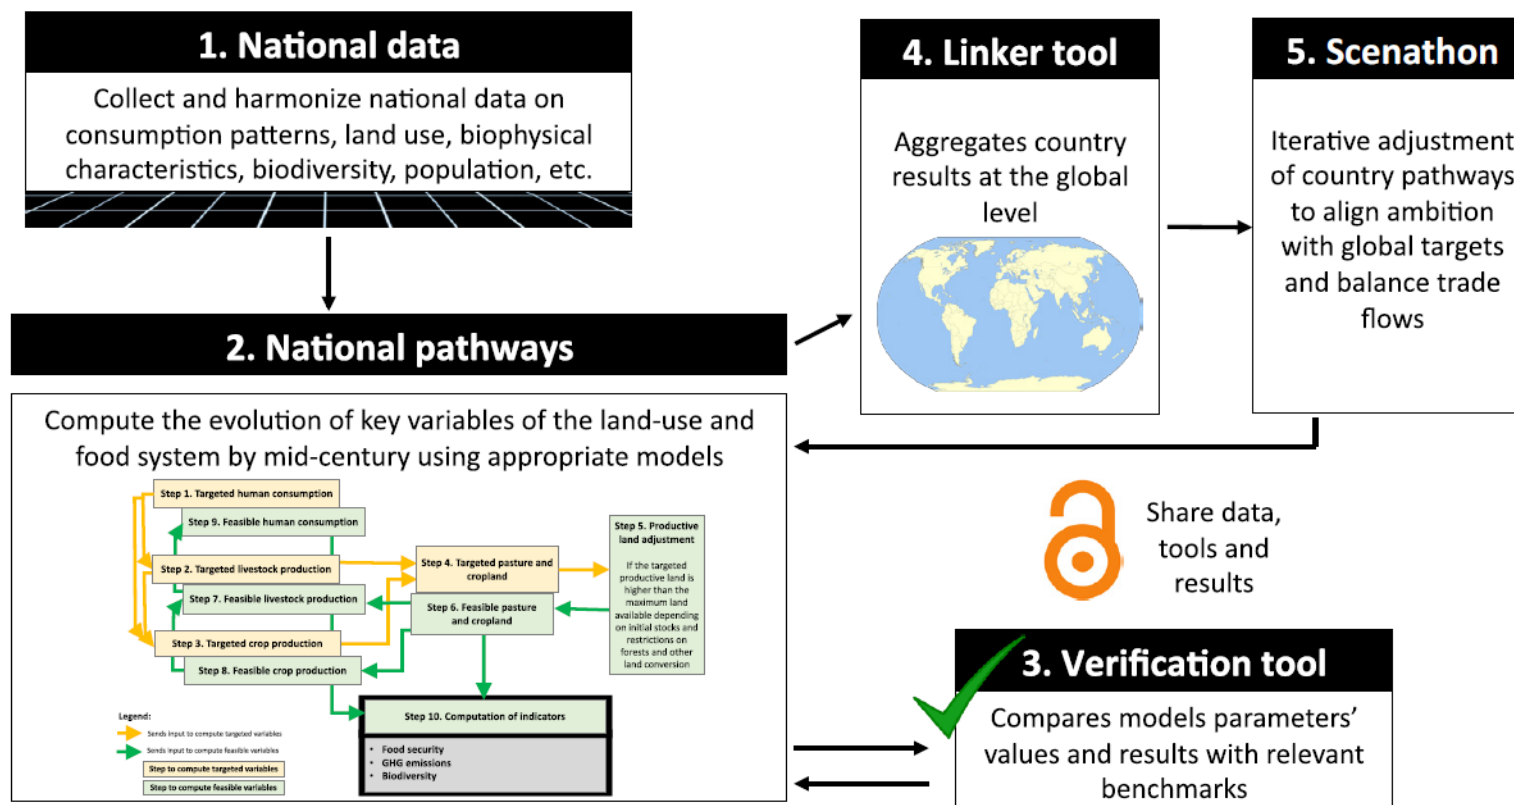 1. National data
Collect and harmonize national data on
consumption patterns, land use, biophysical
characteristics, biodiversity, population, etc.
2. National pathways
Compute the evolution of key variables of the land-use and
food system by mid-century using appropriate models
Step 1. Targeted human consumption
Step 9. Feasible human consumption
Step 2. Targeted livestock production
Step 7. Feasible livestock production
Step 3. Targeted crop production
Step 8. Feasible crop production
Step 4. Targeted pasture and
cropland
Step 6. Feasible pasture
and cropland
Step 5. Productive
land adjustment
If the targeted
productive land is
higher than the
maximum land
available depending
on initial stocks and
restrictions on
forests and other
land conversion
Step 10. Computation of indicators
• Food security
• GHG emissions
• Biodiversity
Legend:
Sends input to compute targeted variables
Sends input to compute feasible variables
Step to compute targeted variables
Step to compute feasible variables
4. Linker tool
Aggregates country
results at the global
level
5. Scenathon
Iterative adjustment
of country pathways
to align ambition
with global targets
and balance trade
flows
Share data,
tools and
results
3. Verification tool
Compares models parameters’
values and results with relevant
benchmarks